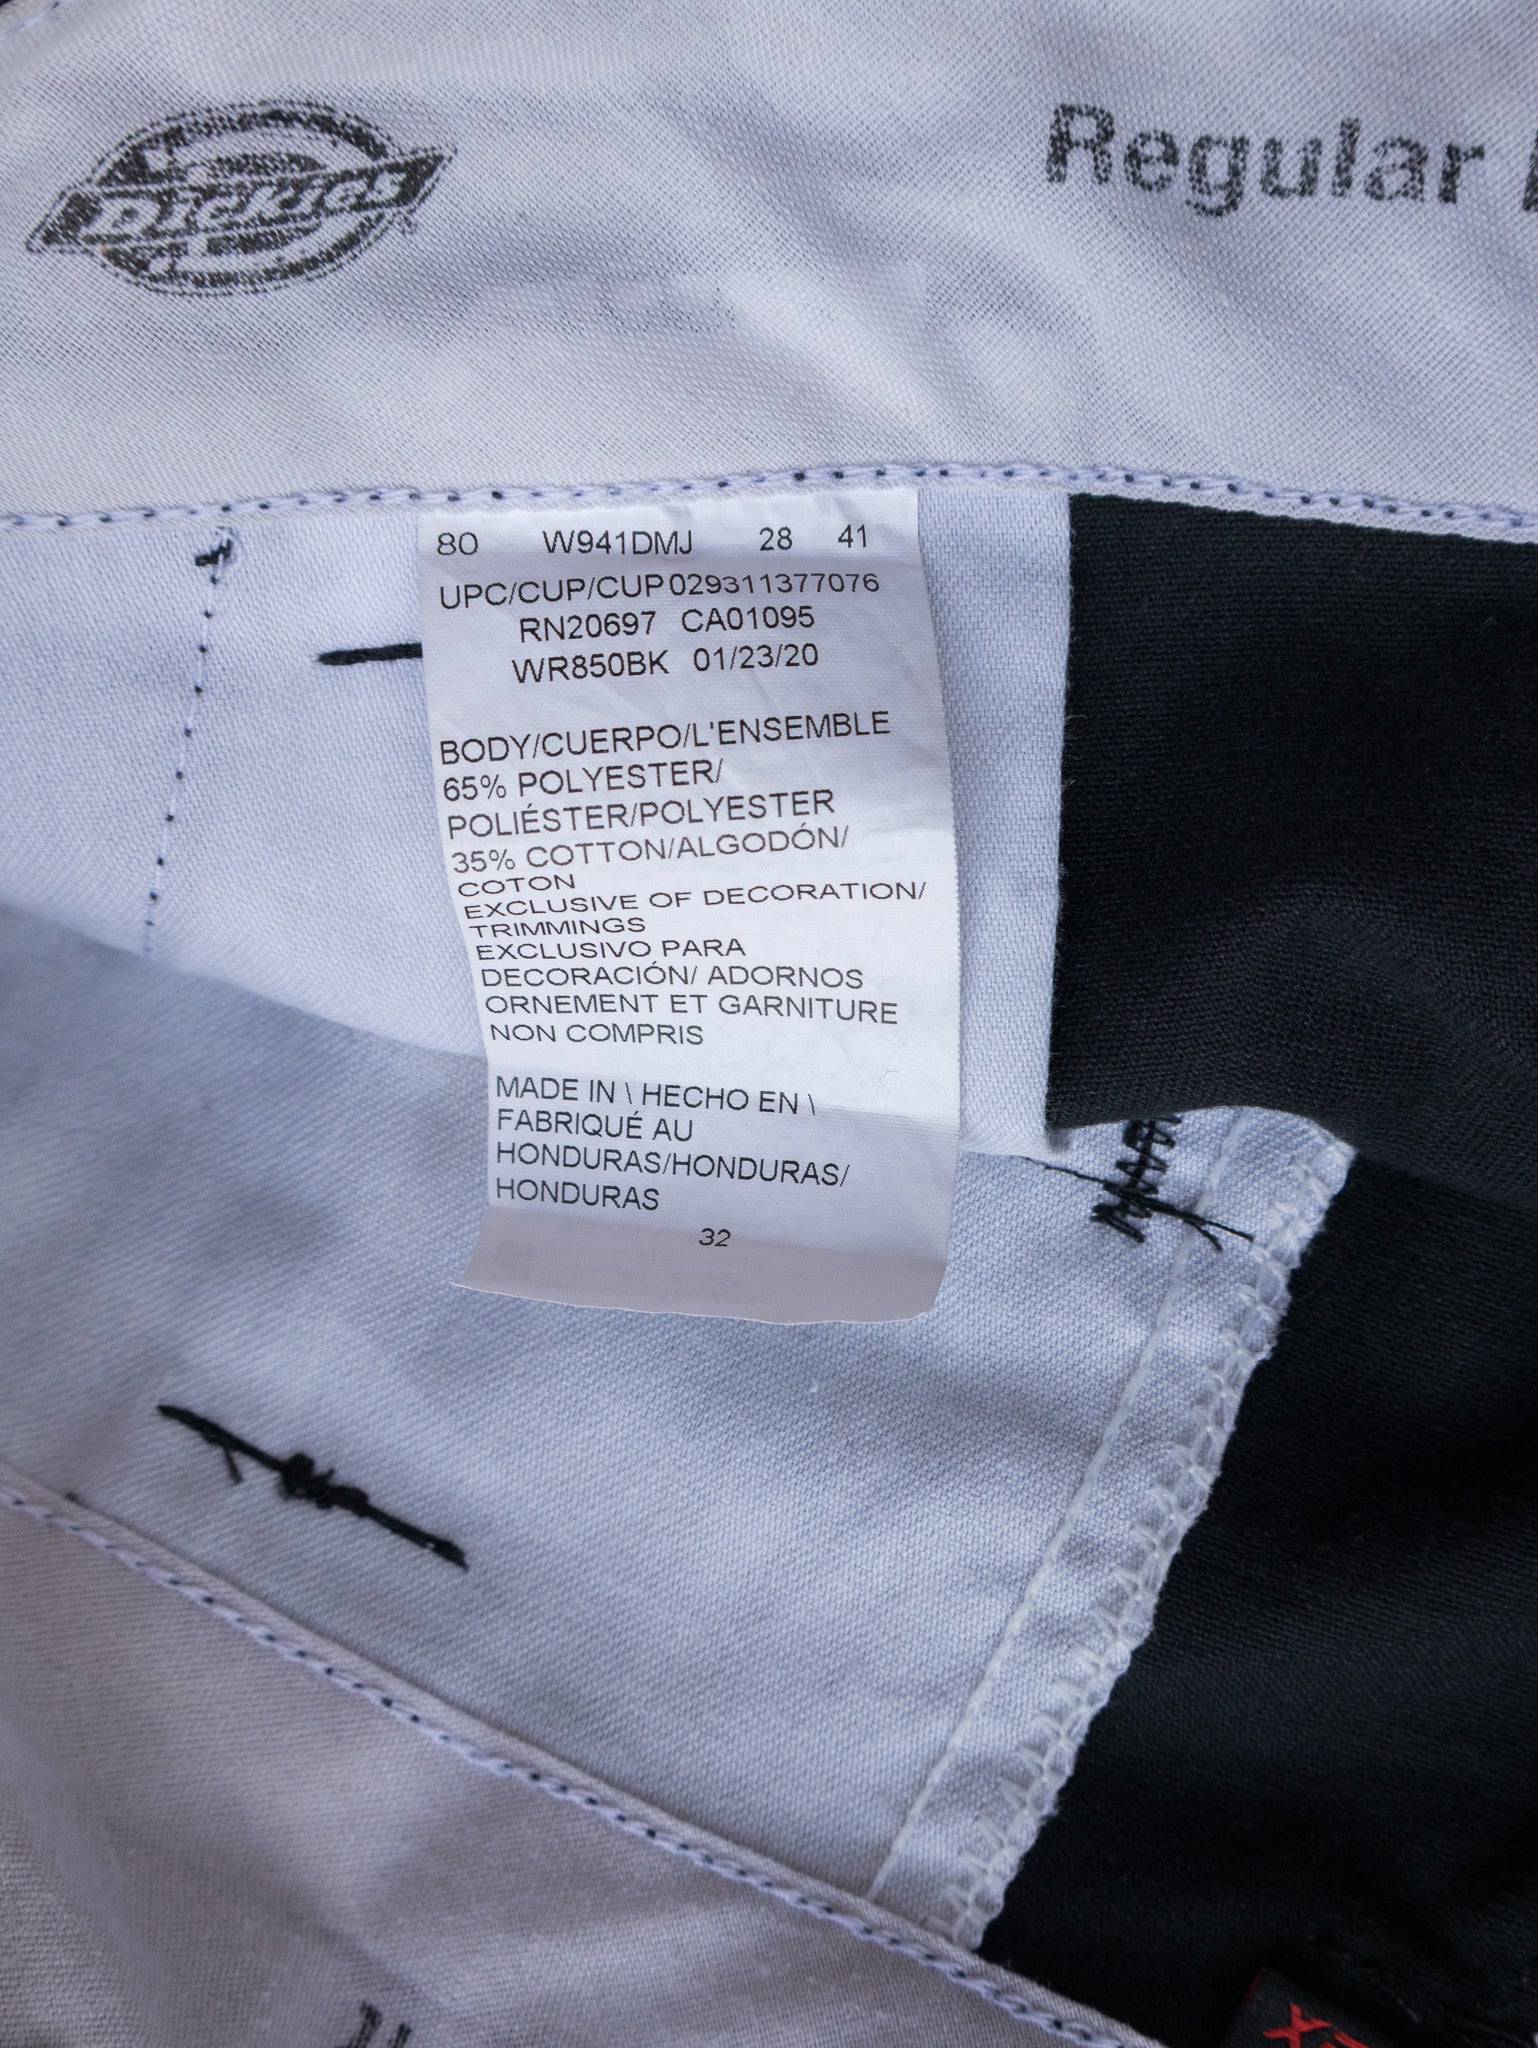 Dickies
Regular
80 W941DMJ 28 41
UPC/CUP/CUP029311377076
RN20697 CA01095
WR850BK 01/23/20
BODY/CUERPO/L'ENSEMBLE
65% POLYESTER/
POLIÉSTER/POLYESTER
35% COTTON/ALGODÓN/
COTON
EXCLUSIVE OF DECORATION/
TRIMMINGS
EXCLUSIVO PARA
DECORACIÓN/ ADORNOS
ORNEMENT ET GARNITURE
NON COMPRIS
MADE IN \ HECHO EN \
FABRIQUÉ AU
HONDURAS/HONDURAS/
HONDURAS
32